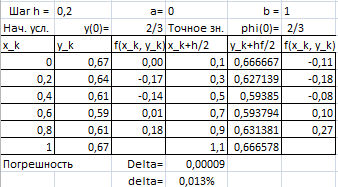 Шаг h = 0,2 a= 0 b = 1
Нач. усл. y(0)= 2/3 Точное зн. phi(0)= 2/3
x_k y_k f(x_k, y_k) x_k+h/2 y_k+hf/2 f(x_k, y_k)
0 0,67 0,00 0,1 0,666667 -0,11
0,2 0,64 -0,17 0,3 0,627139 -0,18
0,4 0,61 -0,14 0,5 0,59385 -0,08
0,6 0,59 0,01 0,7 0,593794 0,10
0,8 0,61 0,18 0,9 0,631381 0,27
1 0,67 1,1 0,666578
Погрешность Delta= 0,00009
delta= 0,013%